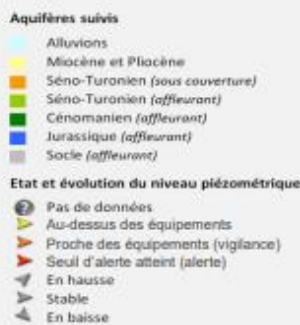 Aquifères suivis
Alluvions
Miocène et Pliocène
Séno-Turonien (sous couverture)
Séno-Turonien (affleurant)
Cénomanien (affleurant)
Jurassique (affleurant)
Socle (affleurant)
Etat et évolution du niveau piézométrique
Pas de données
Au-dessus des équipements
Proche des équipements (vigilance)
Seuil d'alerte atteint (alerte)
En hausse
Stable
En baisse